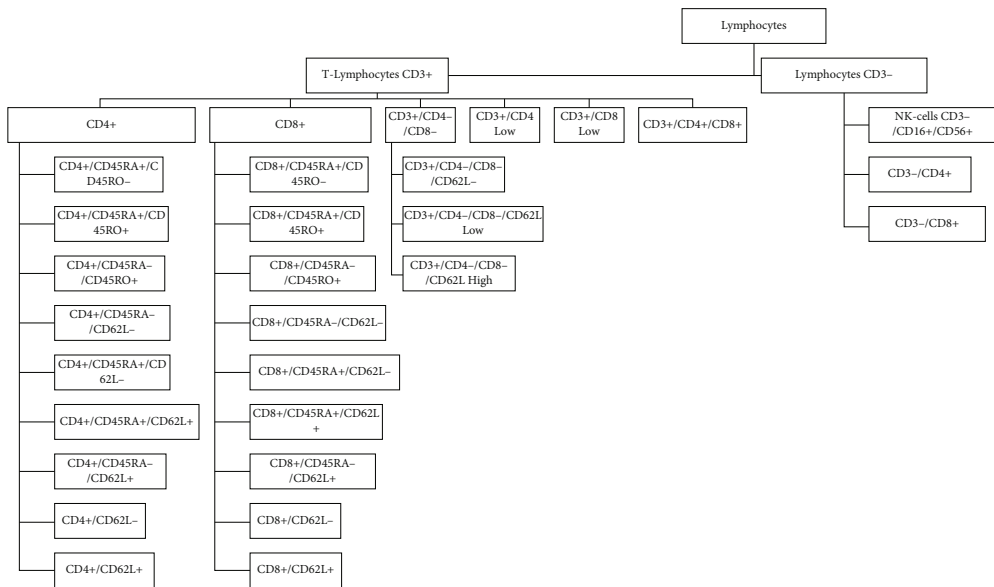 Lymphocytes
T-Lymphocytes CD3+
Lymphocytes CD3–
CD4+
CD8+
CD3+/CD4–
/CD8–
CD3+/CD4
Low
CD3+/CD8
Low
CD3+/CD4+/CD8+
NK-cells CD3–
/CD16+/CD56+
CD4+/CD45RA+/C
D45RO–
CD8+/CD45RA+/CD
45RO–
CD3+/CD4–/CD8–
/CD62L–
CD3–/CD4+
CD4+/CD45RA+/CD
45RO+
CD8+/CD45RA+/CD
45RO+
CD3+/CD4–/CD8–/CD62L
Low
CD3–/CD8+
CD4+/CD45RA–
/CD45RO+
CD8+/CD45RA–
/CD45RO+
CD3+/CD4–/CD8–
/CD62L High
CD4+/CD45RA–
/CD62L–
CD8+/CD45RA–/CD62L–
CD4+/CD45RA+/CD
62L–
CD8+/CD45RA+/CD62L–
CD4+/CD45RA+/CD62L+
CD8+/CD45RA+/CD62L
+
CD4+/CD45RA–
/CD62L+
CD8+/CD45RA–
/CD62L+
CD4+/CD62L–
CD8+/CD62L–
CD4+/CD62L+
CD8+/CD62L+